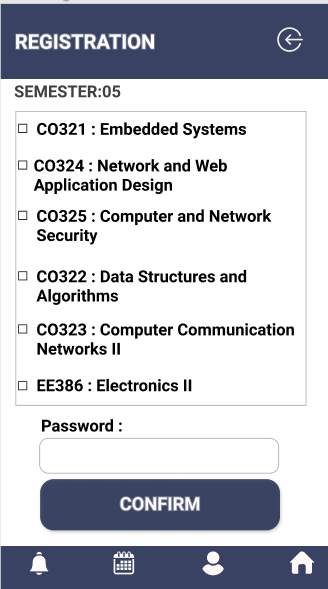 REGISTRATION
SEMESTER:05
CO321 : Embedded Systems
CO324 : Network and Web
Application Design
CO325 : Computer and Network
Security
CO322 : Data Structures and
Algorithms
CO323 : Computer Communication
Networks II
EE386 : Electronics II
Password :
CONFIRM